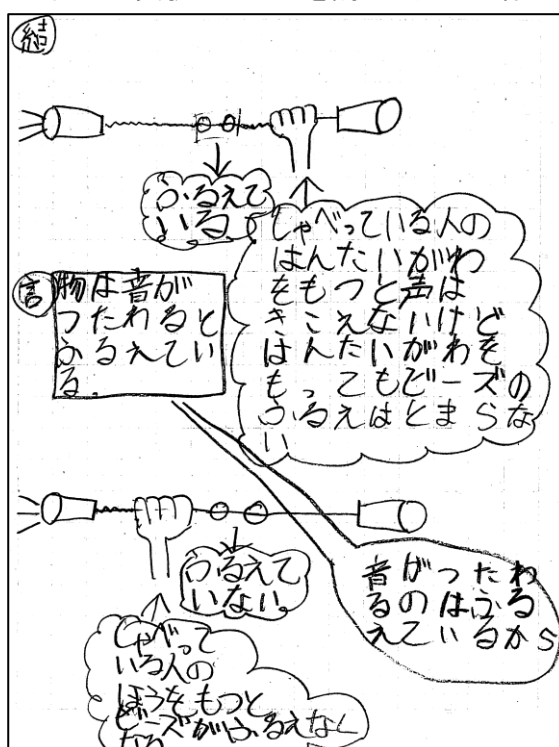 結
ふるえて
いる
しゃべっている人の
はんたいがわ
をもつと声は
きこえないけど
はんたいがわを
もってもビーズの
ふるえはとまらな
い
言
物は音が
つたわると
ふるえてい
る。
ふるえて
いない。
音がつたわ
るのはふる
えているから
しゃべって
いる人の
ほうをもつと
ビーズがふるえなく
なる